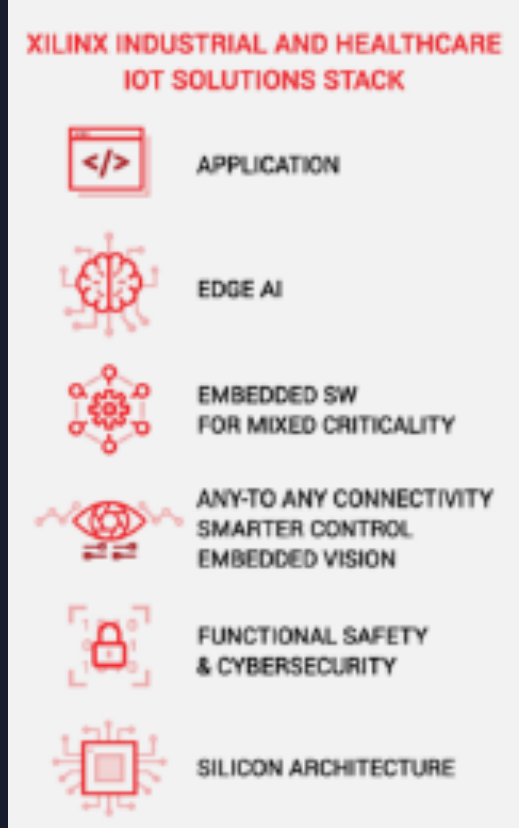 XILINX INDUSTRIAL AND HEALTHCARE
IOT SOLUTIONS STACK
</>
APPLICATION
EDGE AI
EMBEDDED SW
FOR MIXED CRITICALITY
ANY-TO ANY CONNECTIVITY
SMARTER CONTROL
EMBEDDED VISION
FUNCTIONAL SAFETY
& CYBERSECURITY
SILICON ARCHITECTURE